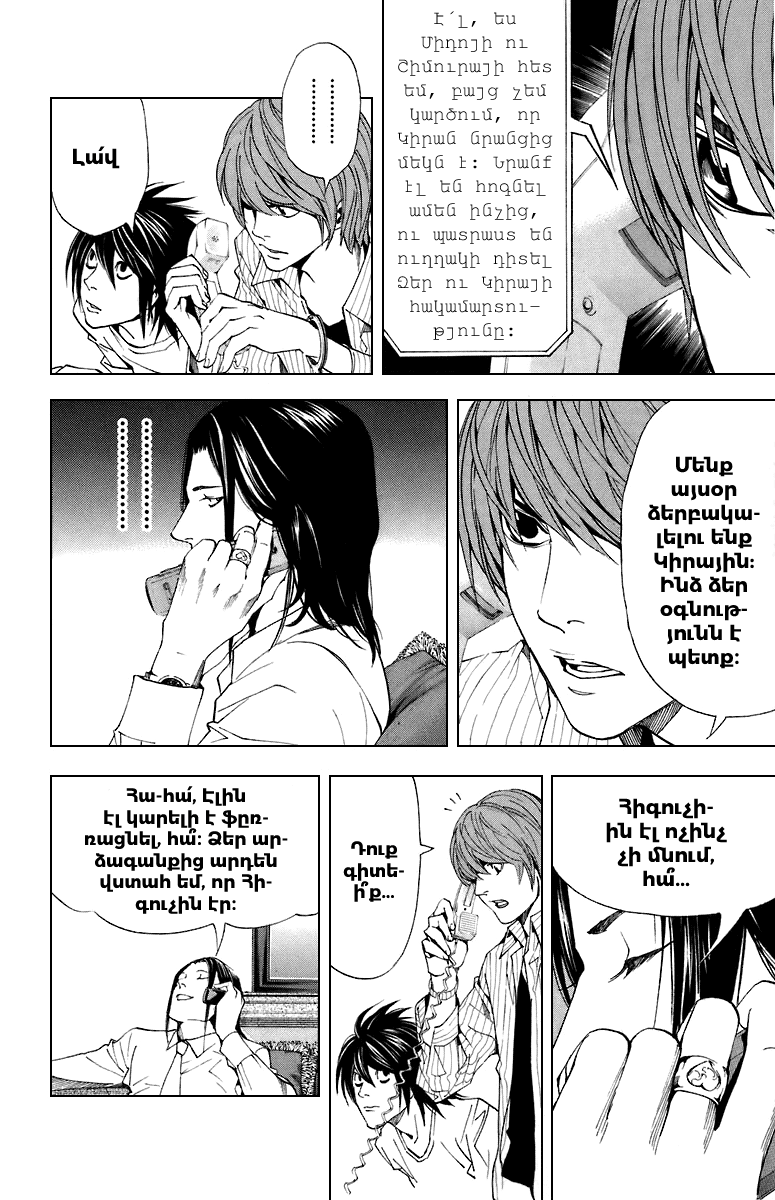 Է՛լ, ես
Միդոյի ու
Շիմուրայի հետ
եմ, բայց չեմ
կարծում, որ
Կիրան նրանցից
մեկն է: Նրանք
էլ են հոգնել
ամեն ինչից,
ու պատրաստ են
ուղղակի դիտել
Ձեր ու Կիրայի
հակամարտու-
թյունը:
Լա՛վ
Մենք
այսօր
ձերբակա-
լելու ենք
Կիրային:
Ինձ ձեր
օգնութ-
յունն է
պետք:
Հիգուչի-
ին էլ ոչինչ
չի մնում,
հա՞...
Դուք
գիտե-
ի՞ք...
Հա-հա՛, Էլին
էլ կարելի է ֆըռ-
ռացնել, հա՞: Ձեր ար-
ձագանքից արդեն
վստահ եմ, որ Հի-
գուչին էր: